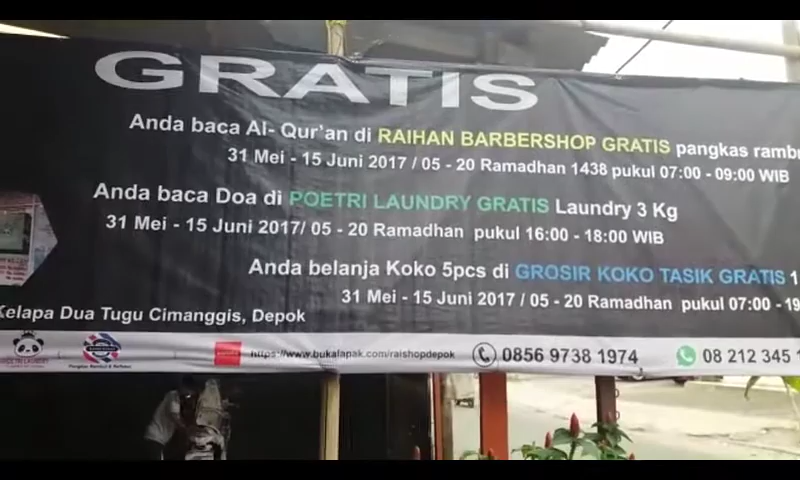 GRATIS
Anda baca Al- Qur'an di RAIHAN BARBERSHOP GRATIS pangkas
31 Mei - 15 Juni 2017 / 05 - 20 Ramadhan 1438 pukul 07:00 - 09:00 WIB
Anda baca Doa di POETRI LAUNDRY GRATIS Laundry 3 Kg
31 Mei - 15 Juni 2017/ 05 - 20 Ramadhan pukul 16:00 - 18:00 WIB
Anda belanja Koko 5pcs di GROSIR KOKO TASIK GRATIS 1
31 Mei - 15 Juni 2017 / 05 - 20 Ramadhan pukul 07:00 - 19
Kelapa Dua Tugu Cimanggis, Depok
https://www.bukalapak.com/raishopdepok 0856 9738 1974 08 212 345